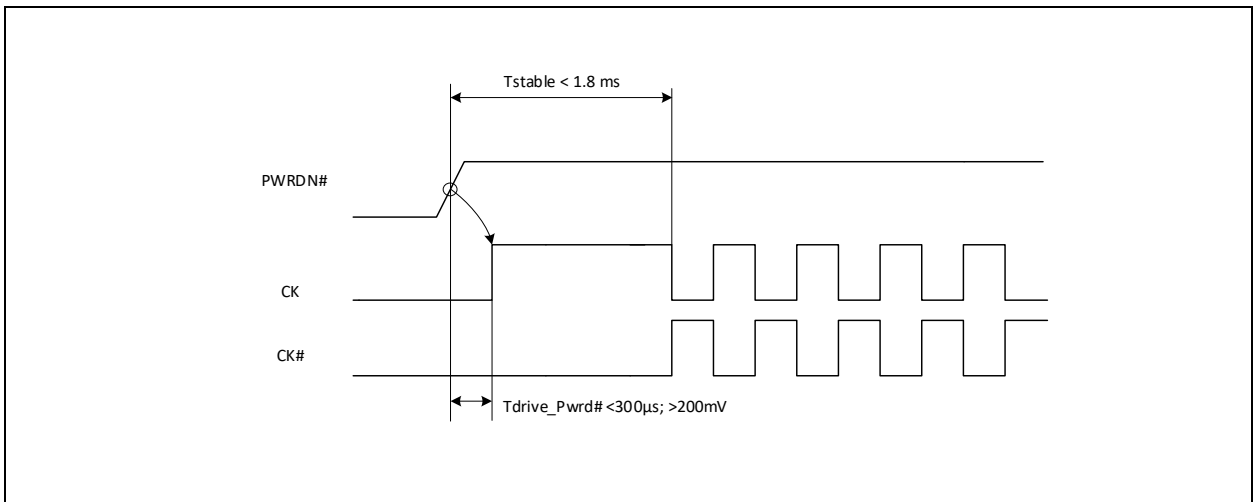 Tstable < 1.8 ms
PWRDN#
CK
CK#
Tdrive_Pwrd# <300µs; >200mV